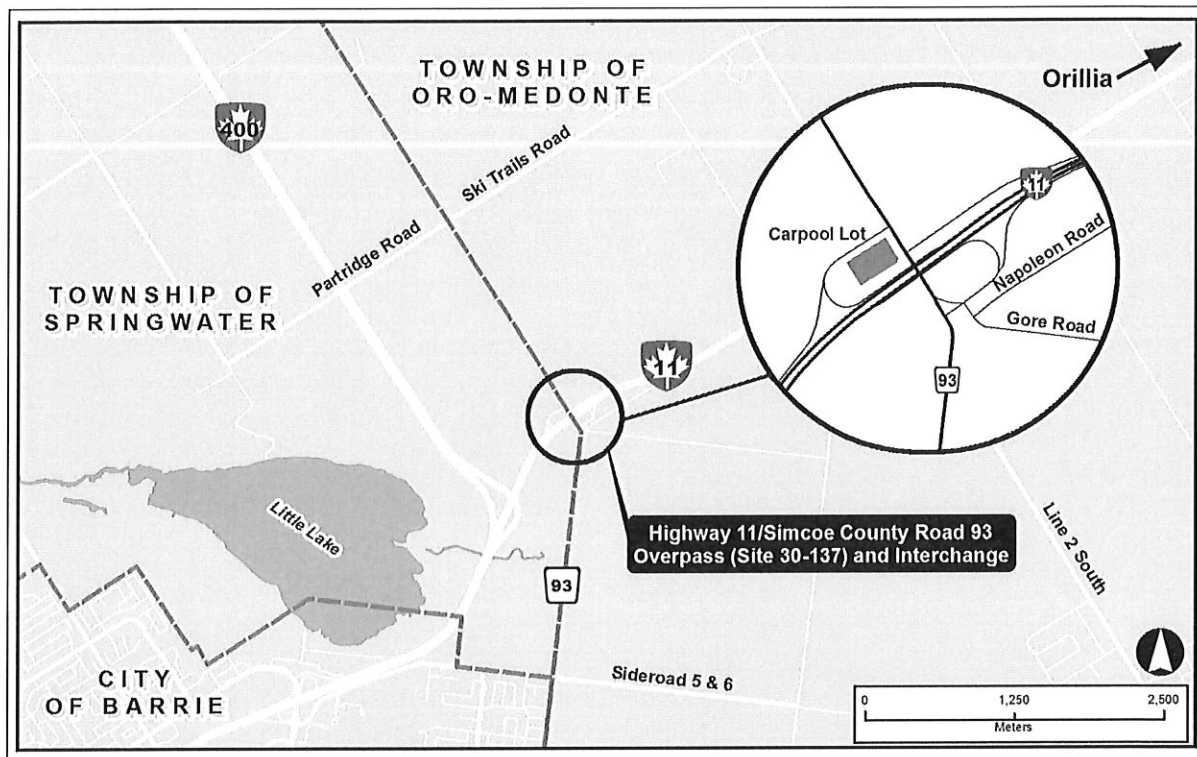 TOWNSHIP OF
ORO-MEDONTE
Orillia
400
Ski Trails Road
11
Carpool Lot
Napoleon Road
Partridge Road
TOWNSHIP OF
SPRINGWATER
Gore Road
11
93
Little Lake
Highway 11/Simcoe County Road 93
Overpass (Site 30-137) and Interchange
Line 2 South
93
CITY
OF BARRIE
Sideroad 5 & 6
0 1,250 2,500
Meters